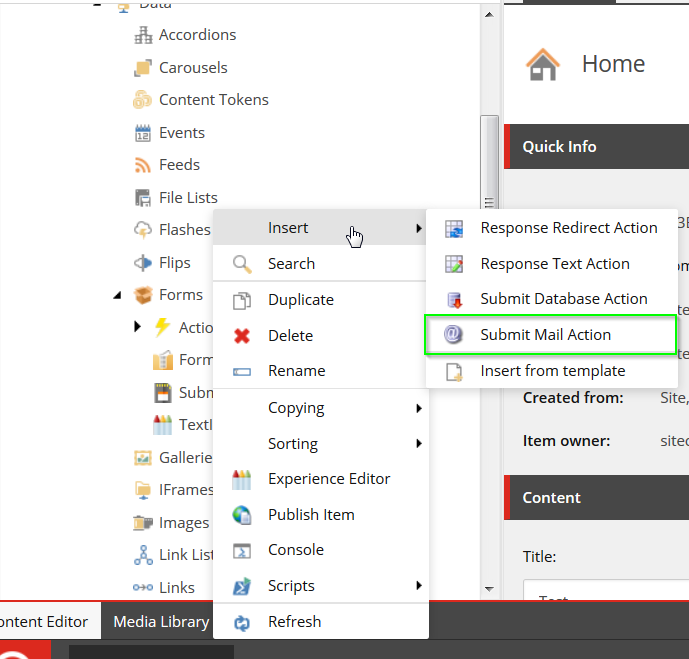 Data
Accordions
Carousels
Content Tokens
Events
Feeds
File Lists
Flashes
Flips
Forms
Actio
Form
Subm
TextI
Gallerie
IFrames
Images
Link List
Links
Insert
Search
Duplicate
Delete
Rename
Copying
Sorting
Experience Editor
Publish Item
Console
Scripts
Refresh
Response Redirect Action
Response Text Action
Submit Database Action
Submit Mail Action
Insert from template
Home
Quick Info
Created from:
Site,
Item owner:
sitec
Content
Title:
Test
ontent Editor
Media Library